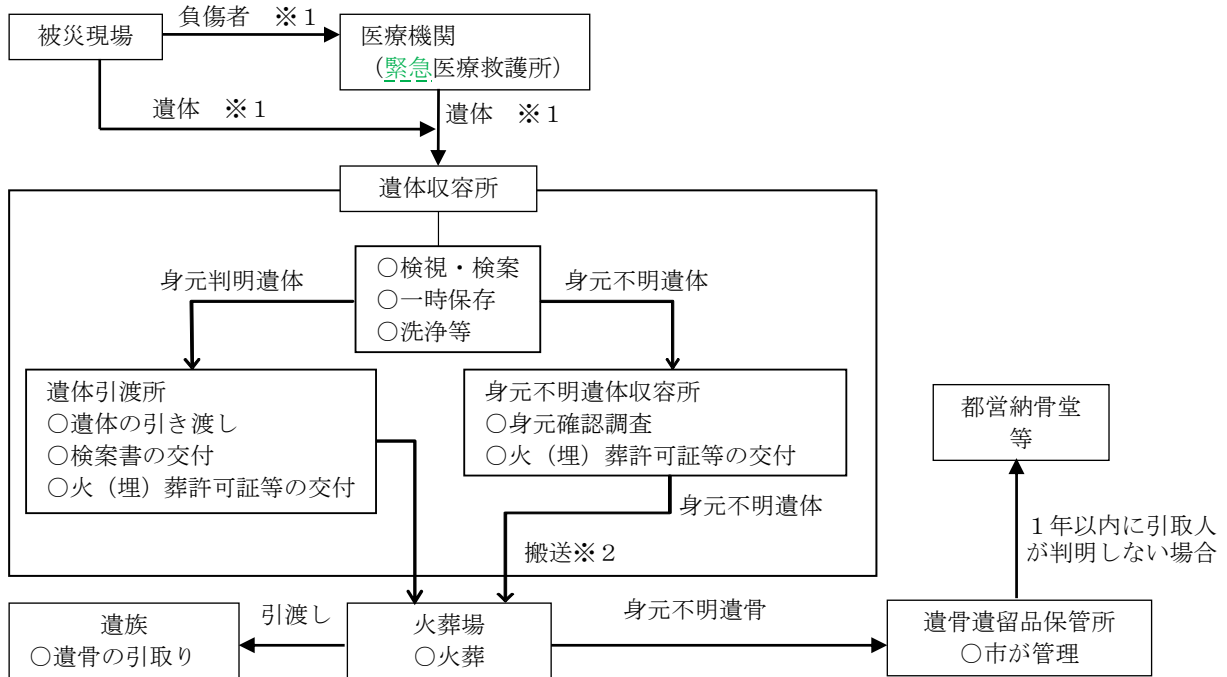 負傷者 ※1
被災現場
医療機関
(緊急医療救護所)
遺体 ※1
遺体 ※1
遺体収容所
○検視・検案
○一時保存
○洗浄等
身元判明遺体
身元不明遺体
遺体引渡所
○遺体の引き渡し
○検案書の交付
○火(埋)葬許可証等の交付
身元不明遺体収容所
○身元確認調査
○火(埋)葬許可証等の交付
身元不明遺体
搬送※2
都営納骨堂
等
1年以内に引取人
が判明しない場合
遺族
○遺骨の引取り
引渡し
火葬場
○火葬
身元不明遺骨
遺骨遺留品保管所
○市が管理